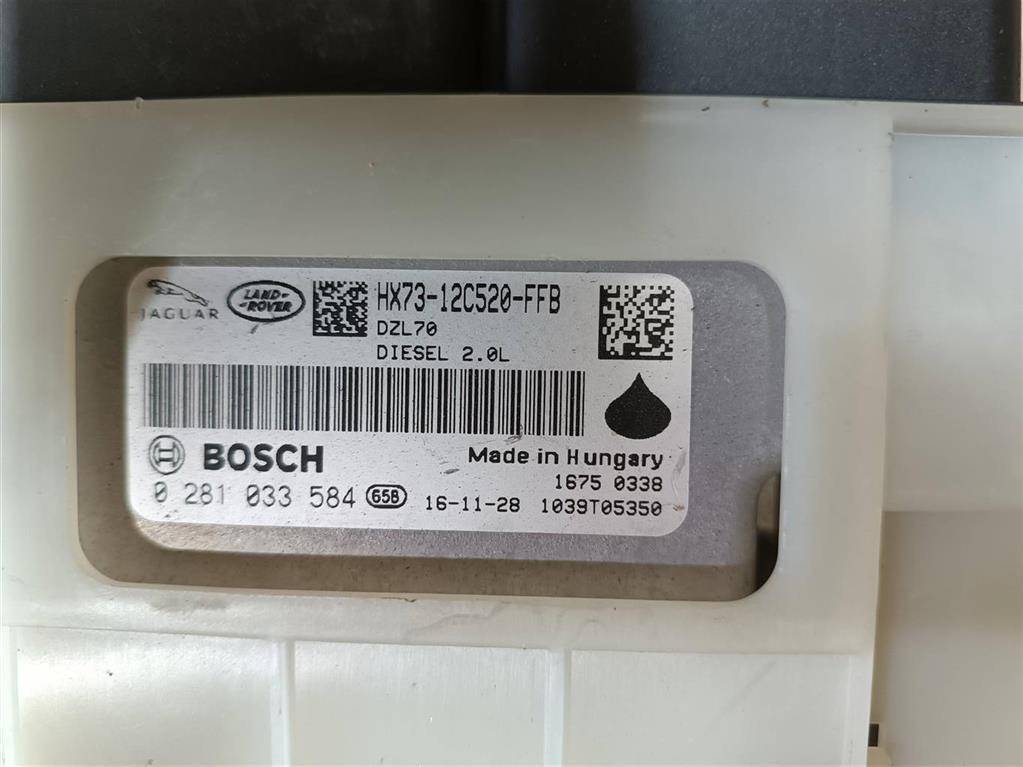 JAGUAR
LAND-
-ROVER
HX73-12C520-FFB
DZL70
DIESEL 2.0L
BOSCH
Made in Hungary
1675 0338
0 281 033 584 65B 16-11-28 1039T05350